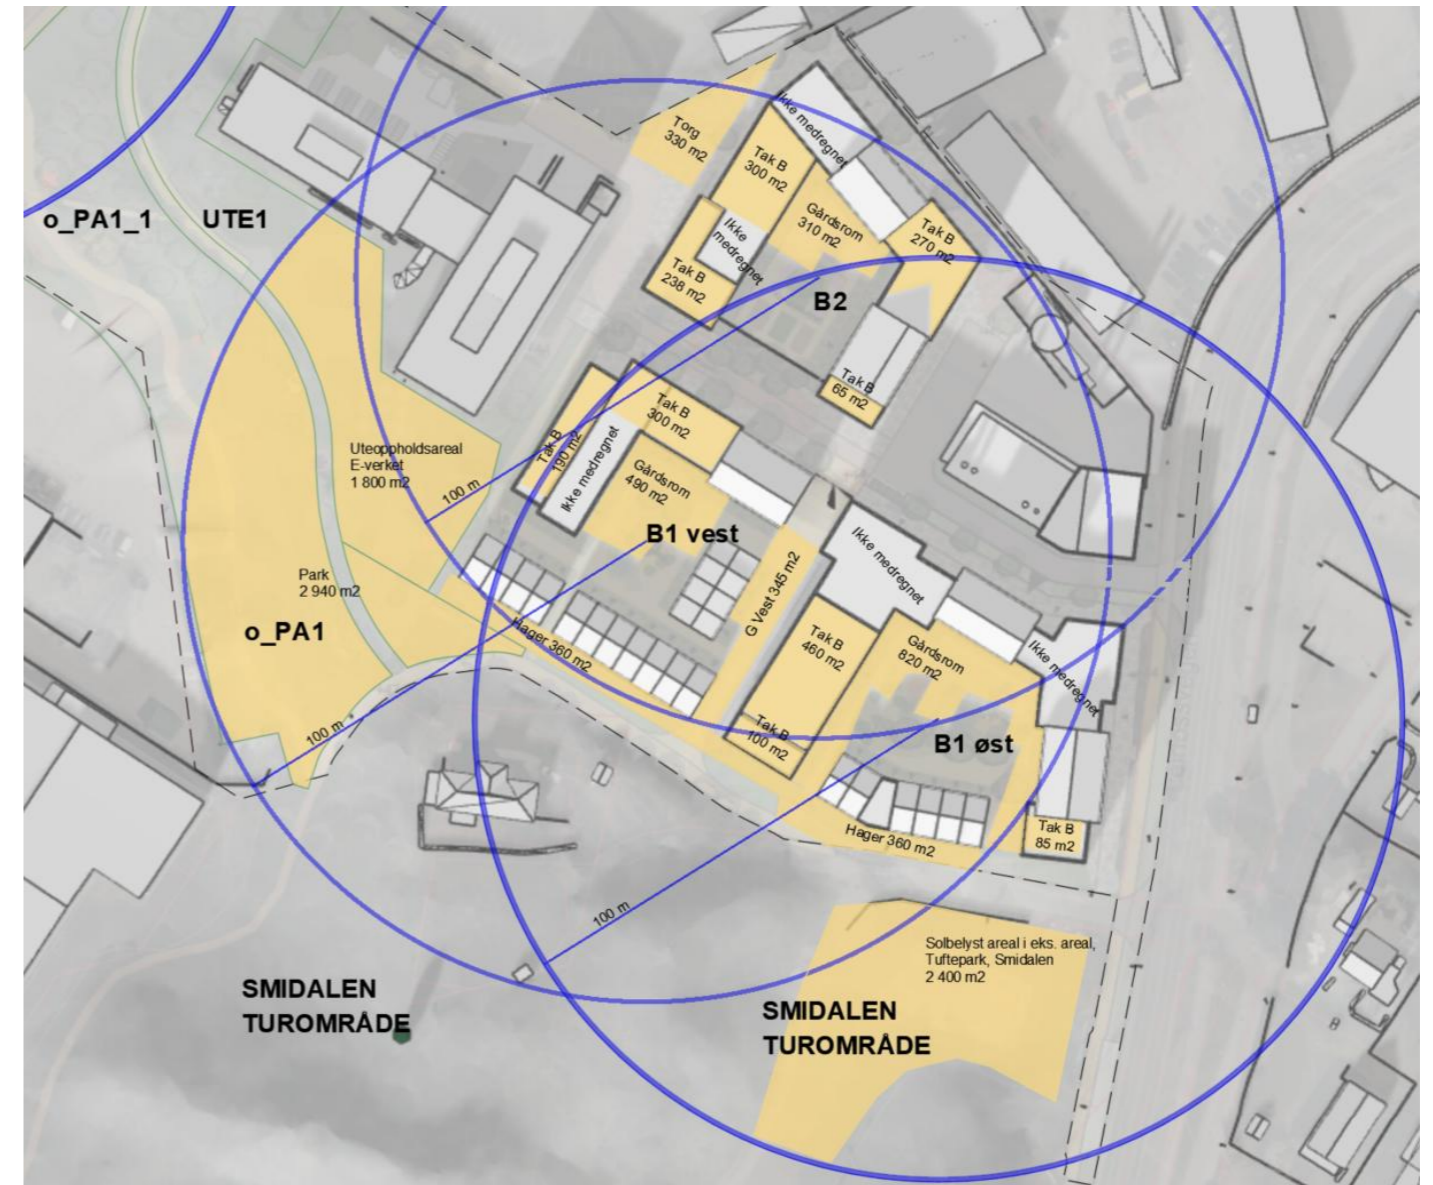 Torg
330 m2
Ikke medregnet
Tak B
300 m2
Gårdsrom
310 m2
Tak B
270 m2
Ikke
medregnet
Tak B
238 m2
B2
Tak B
65 m2
o_PA1_1
UTE1
Uteoppholdsareal
E-verket
1 800 m2
100 m
Tak B
190 m2
Tak B
300 m2
Ikke medregnet
Gårdsrom
490 m2
B1 vest
G Vest 345 m2
Ikke medregnet
Park
2 940 m2
o_PA1
Hager 360 m2
Tak B
460 m2
Gårdsrom
820 m2
Ikke medregnet
100 m
Tak B
100 m2
B1 øst
Hager 360 m2
Tak B
85 m2
100 m
Solbelyst areal i eks. areal,
Tuftepark, Smidalen
2 400 m2
SMIDALEN
TUROMRÅDE
SMIDALEN
TUROMRÅDE